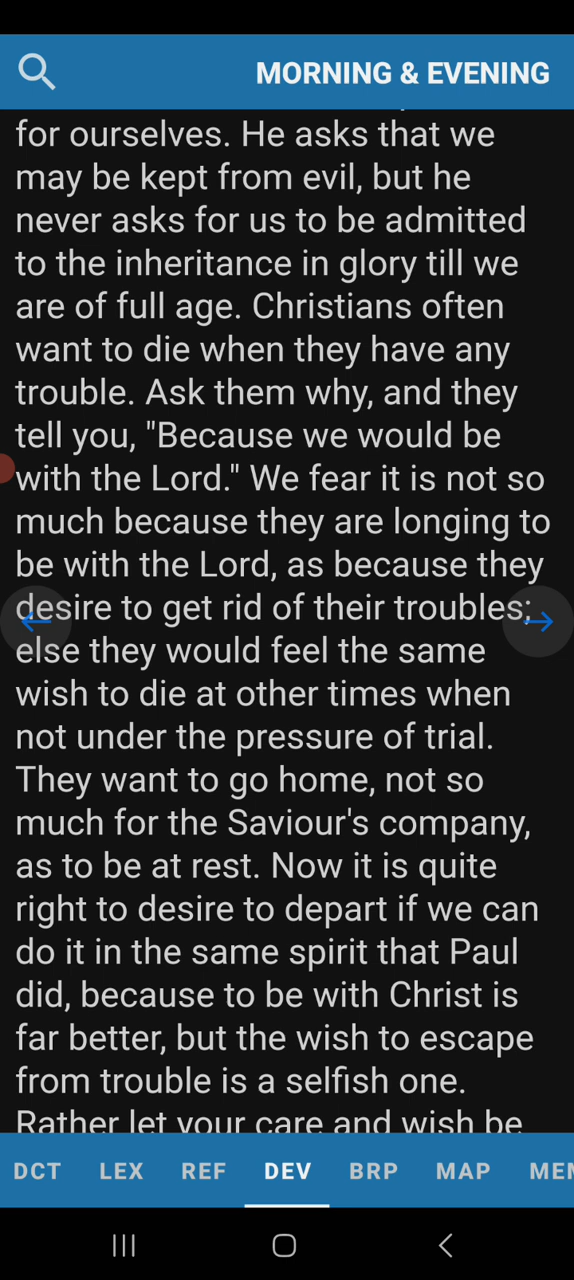 MORNING & EVENING
for ourselves. He asks that we
may be kept from evil, but he
never asks for us to be admitted
to the inheritance in glory till we
are of full age. Christians often
want to die when they have any
trouble. Ask them why, and they
tell you, "Because we would be
with the Lord." We fear it is not so
much because they are longing to
be with the Lord, as because they
desire to get rid of their troubles;
else they would feel the same
wish to die at other times when
not under the pressure of trial.
They want to go home, not so
much for the Saviour's company,
as to be at rest. Now it is quite
right to desire to depart if we can
do it in the same spirit that Paul
did, because to be with Christ is
far better, but the wish to escape
from trouble is a selfish one.
Rather let your care and wish be
DCT LEX REF DEV BRP MAP